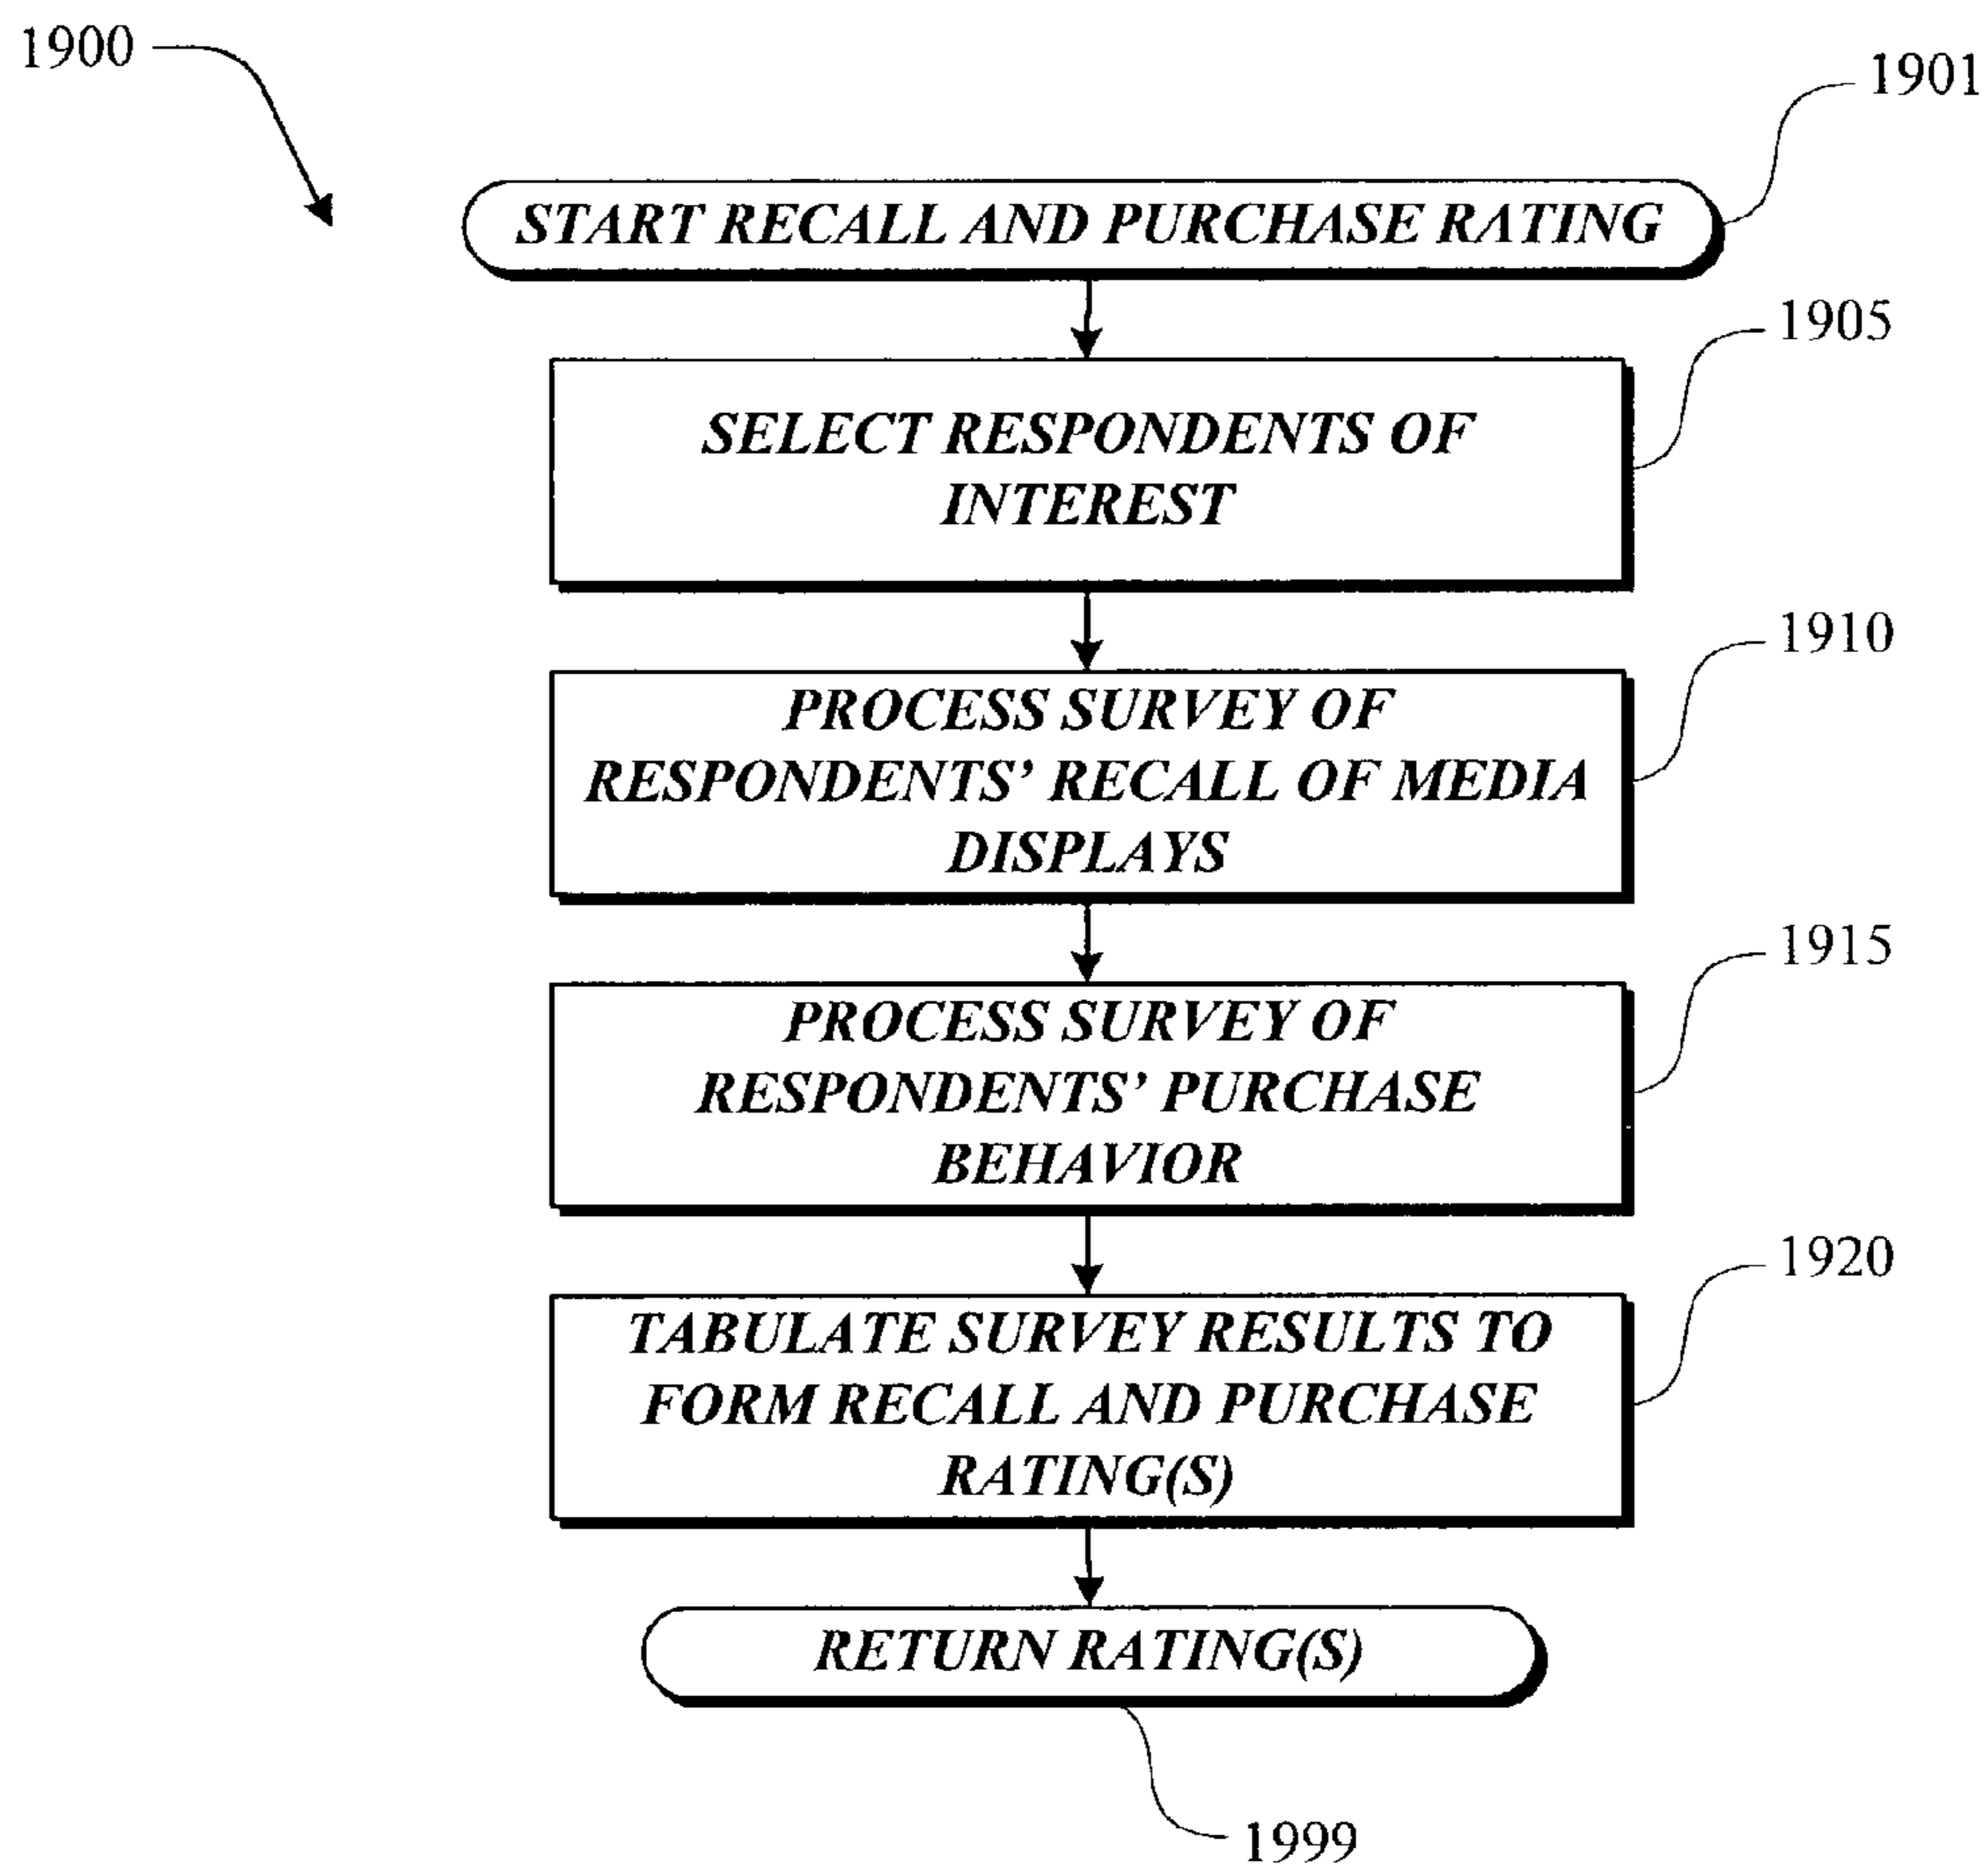 1900
1901
START RECALL AND PURCHASE RATING
1905
SELECT RESPONDENTS OF
INTEREST
1910
PROCESS SURVEY OF
RESPONDENTS’ RECALL OF MEDIA
DISPLAYS
1915
PROCESS SURVEY OF
RESPONDENTS’ PURCHASE
BEHAVIOR
1920
TABULATE SURVEY RESULTS TO
FORM RECALL AND PURCHASE
RATING(S)
RETURN RATING(S)
1999